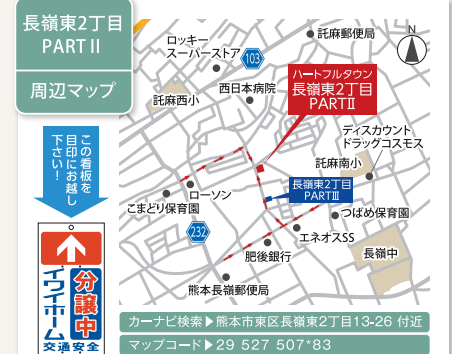 長嶺東2丁目
PARTⅡ
周辺マップ
この看板を
目印にお越し
下さい！
分譲中
イワイホーム
交通安全
N
ロッキー
スーパーストア
103
託麻郵便局
西日本病院
託麻西小
ハートフルタウン
長嶺東2丁目
PARTⅡ
ディスカウント
ドラッグコスモス
託麻南小
長嶺東2丁目
PARTⅢ
ローソン
こまどり保育園
つばめ保育園
232
エネオスSS
肥後銀行
長嶺中
熊本長嶺郵便局
カーナビ検索▶熊本市東区長嶺東2丁目13-26 付近
マップコード▶29 527 507*83